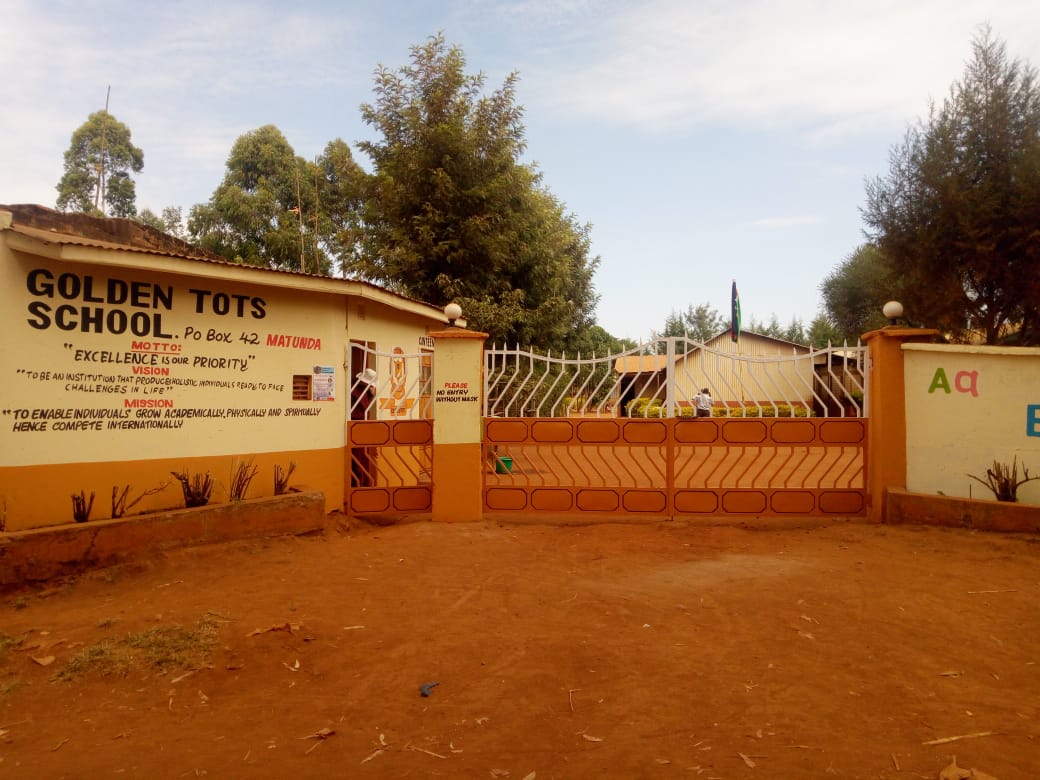 GOLDEN TOTS
SCHOOL. PO BOX 42 MATUNDA
MOTTO:
"EXCELLENCE IS OUR PRIORITY"
VISION
"TO BE AN INSTITUTION THAT PRODUCE HOLISTIC INDIVIDUALS READY TO FACE
CHALLENGES IN LIFE"
MISSION
"TO ENABLE INDIVIDUALS GROW ACADEMICALLY, PHYSICALLY AND SPIRITUALLY
HENCE COMPETE INTERNATIONALLY
PLEASE
NO ENTRY
WITHOUT MASK
Aa